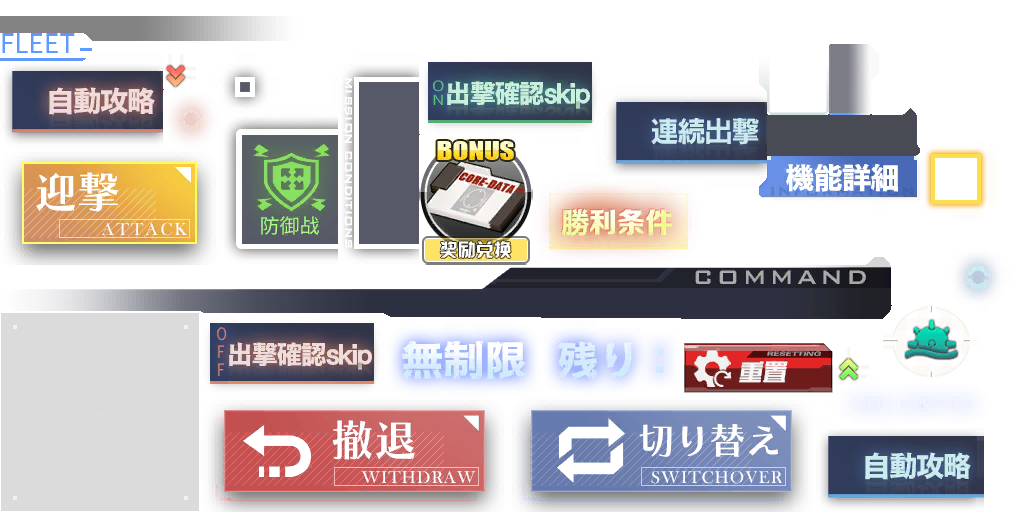 FLEET
自動攻略
迎撃
ATTACK
防御战
MISSION CONDITIONS
ON
出撃確認skip
BONUS
CORE-DATA
奖励兑换
連続出撃
機能詳細
勝利条件
COMMAND
OFF
出撃確認skip
無制限
残り：
RESETTING
重置
撤退
WITHDRAW
切り替え
SWITCHOVER
自動攻略